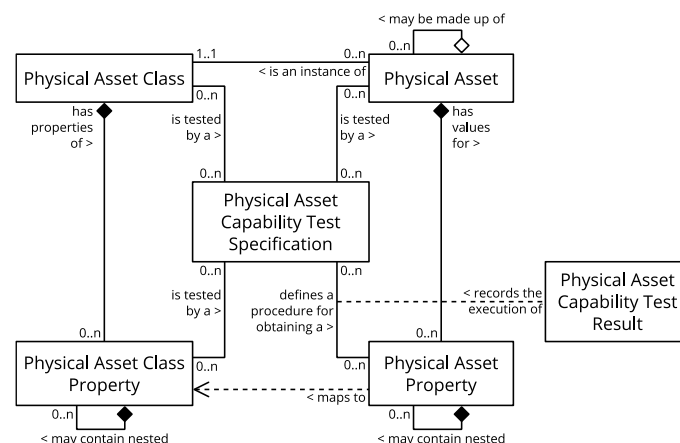 < may be made up of
0..n
1..1
0..n
Physical Asset Class
< is an instance of
Physical Asset
0..n
0..n
has
properties
of >
is tested
by a >
is tested
by a >
has
values
for >
0..n
0..n
Physical Asset
Capability Test
Specification
0..n
0..n
is tested
by a >
defines a
procedure for
obtaining a >
< records the
execution of
Physical Asset
Capability Test
Result
0..n
0..n
Physical Asset Class
Property
0..n
0..n
Physical Asset
Property
< maps to
0..n
0..n
< may contain nested
< may contain nested